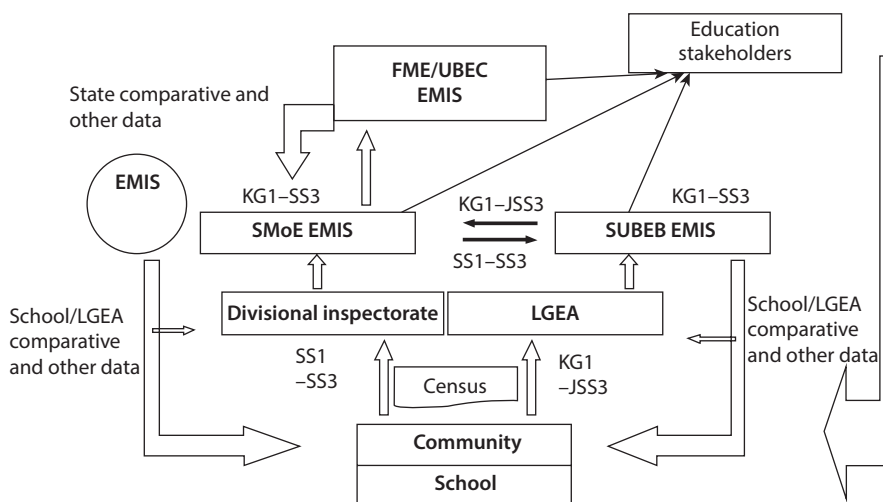 Education
stakeholders
FME/UBEC
EMIS
State comparative and
other data
EMIS
KG1–SS3
KG1–JSS3
KG1–SS3
SMoE EMIS
SUBEB EMIS
SS1–SS3
Divisional inspectorate
LGEA
School/LGEA
comparative
and other data
School/LGEA
comparative
and other data
SS1
–SS3
Census
KG1
–JSS3
Community
School